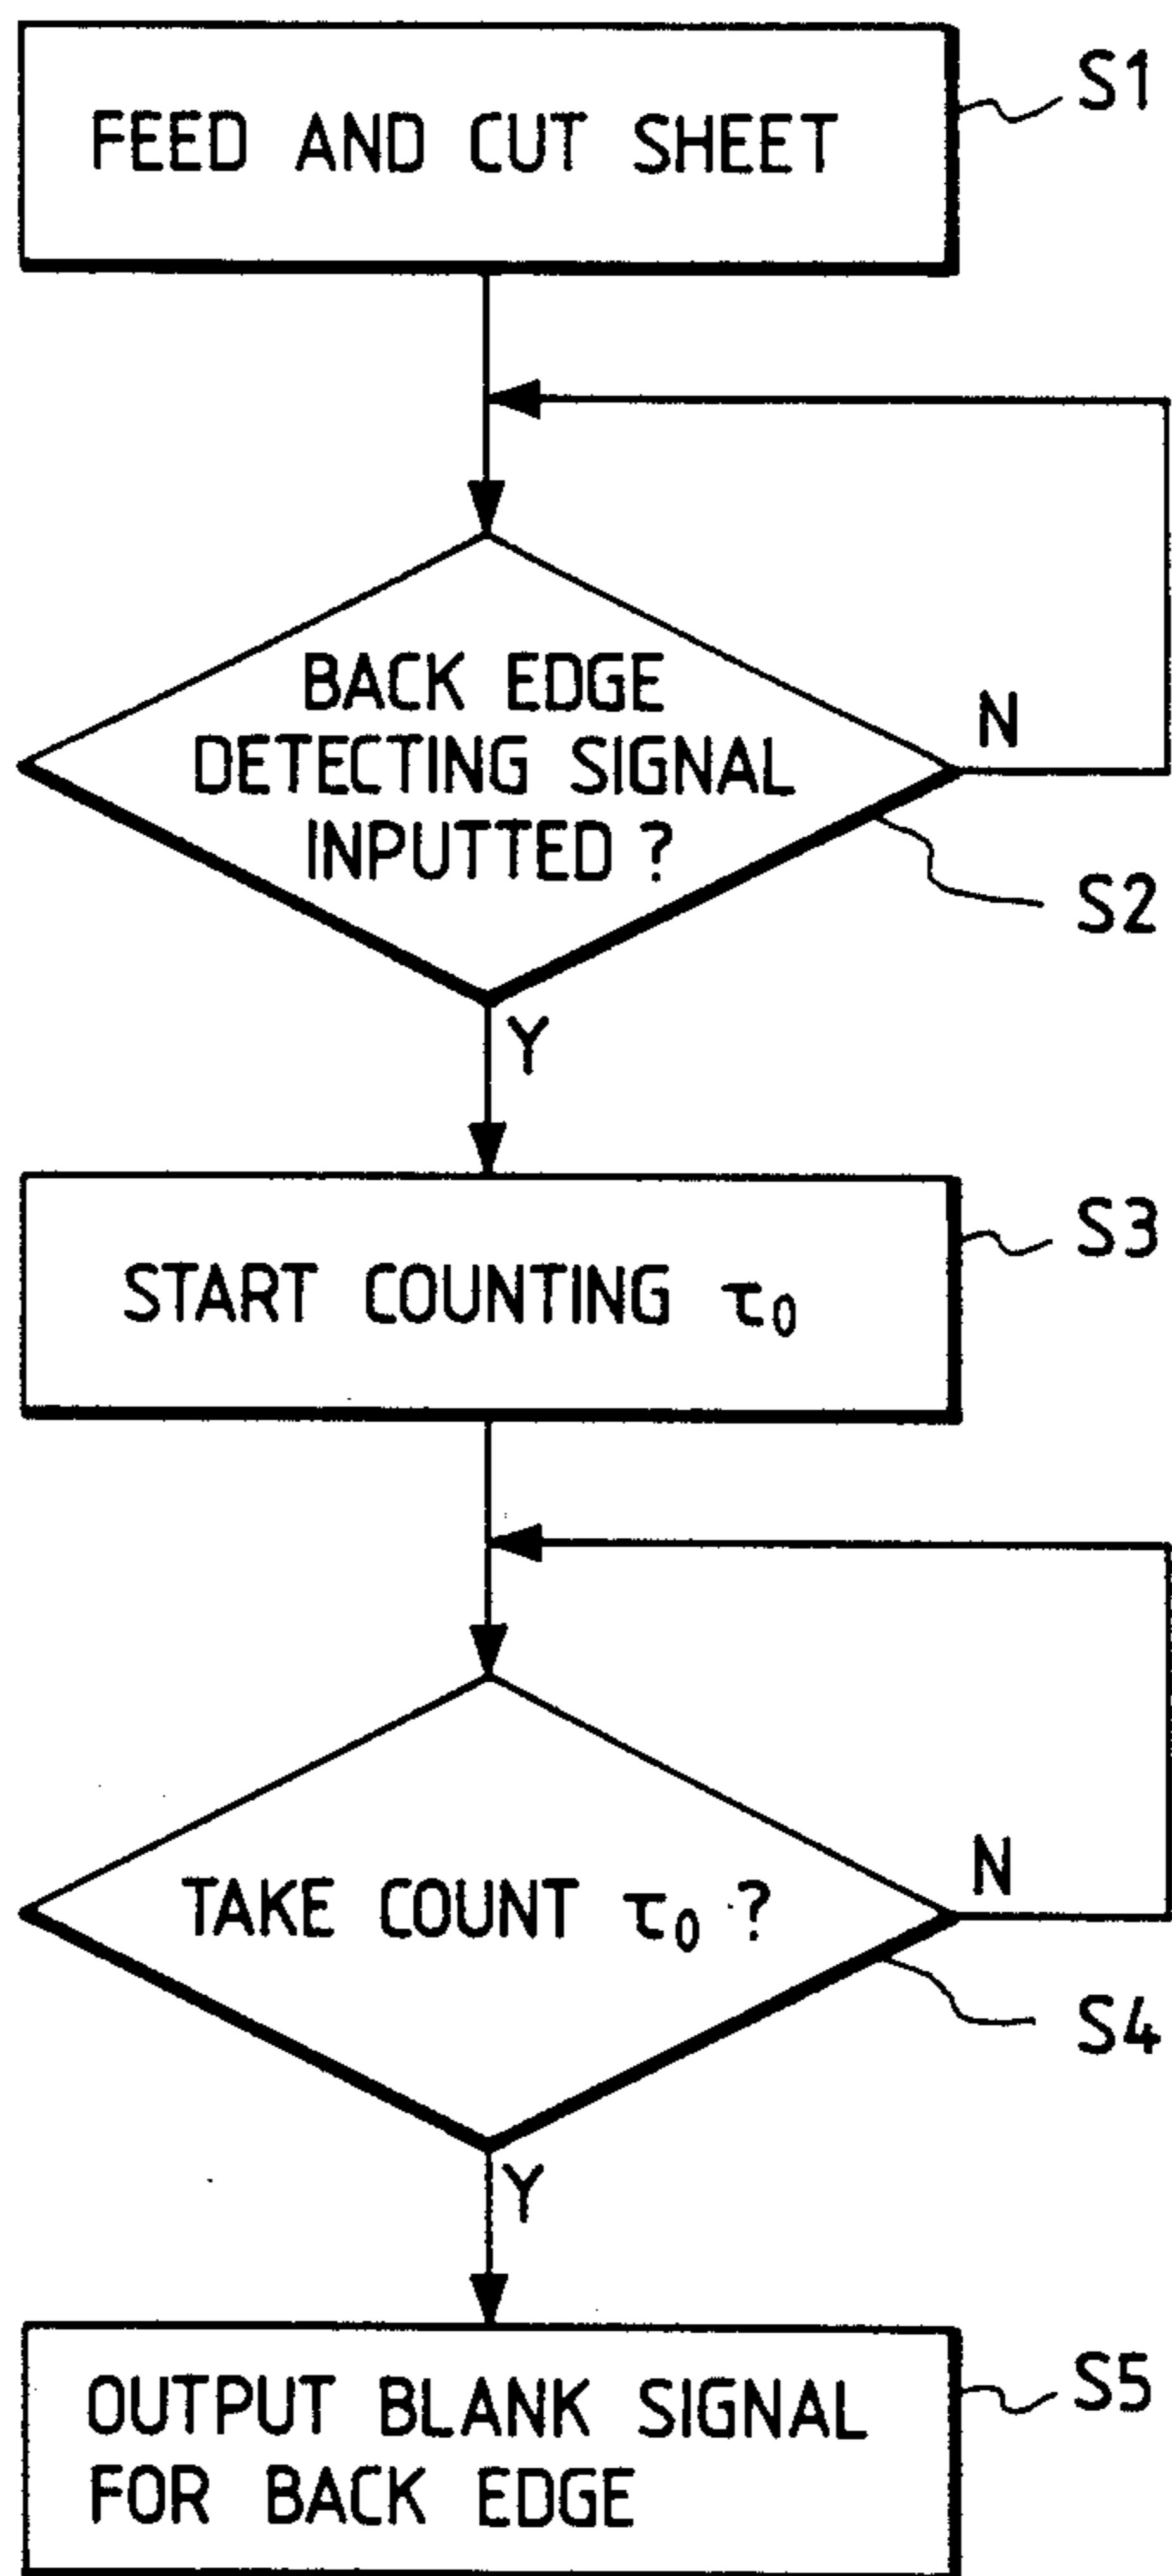 FEED AND CUT SHEET
S1
BACK EDGE
DETECTING SIGNAL
INPUTTED ?
N
S2
Y
START COUNTING τ₀
S3
TAKE COUNT τ₀ ?
N
S4
Y
OUTPUT BLANK SIGNAL
FOR BACK EDGE
S5